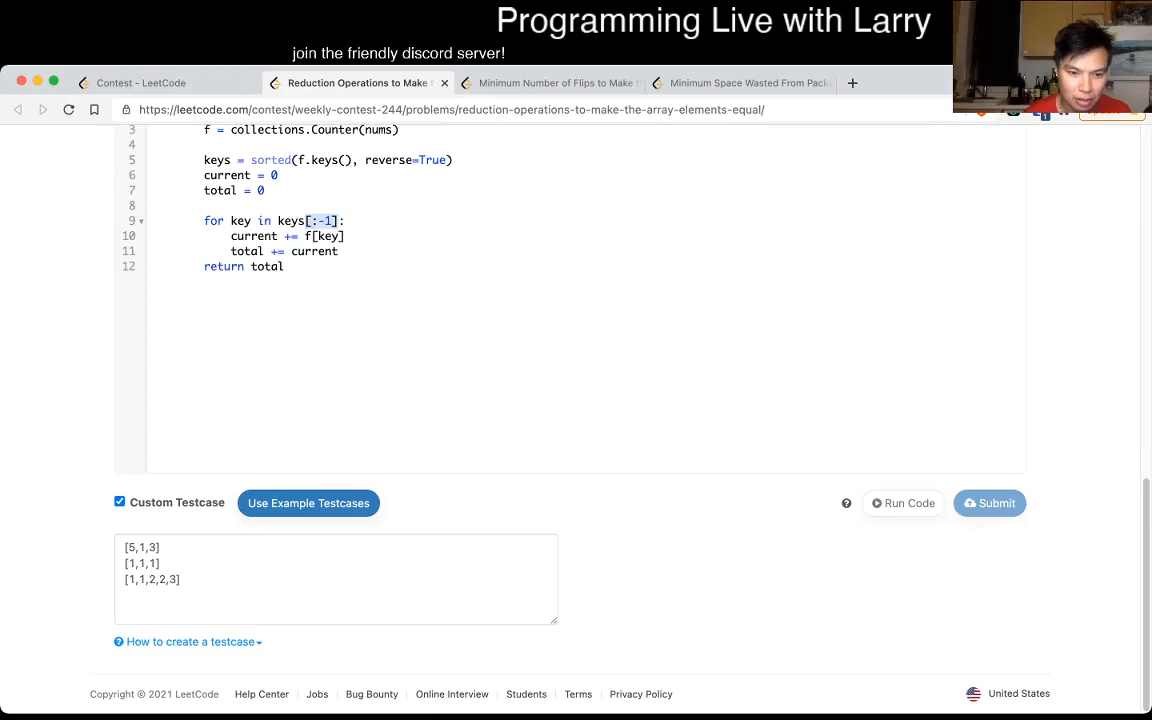 Programming Live with Larry
join the friendly discord server!
Contest - LeetCode
Reduction Operations to Make
Minimum Number of Flips to Make
Minimum Space Wasted From Pack
https://leetcode.com/contest/weekly-contest-244/problems/reduction-operations-to-make-the-array-elements-equal/
3 f = collections.Counter(nums)
4
5 keys = sorted(f.keys(), reverse=True)
6 current = 0
7 total = 0
8
9 for key in keys[:-1]:
10 current += f[key]
11 total += current
12 return total
Custom Testcase Use Example Testcases Run Code Submit
[5,1,3]
[1,1,1]
[1,1,2,2,3]
How to create a testcase
Copyright © 2021 LeetCode Help Center Jobs Bug Bounty Online Interview Students Terms Privacy Policy United States